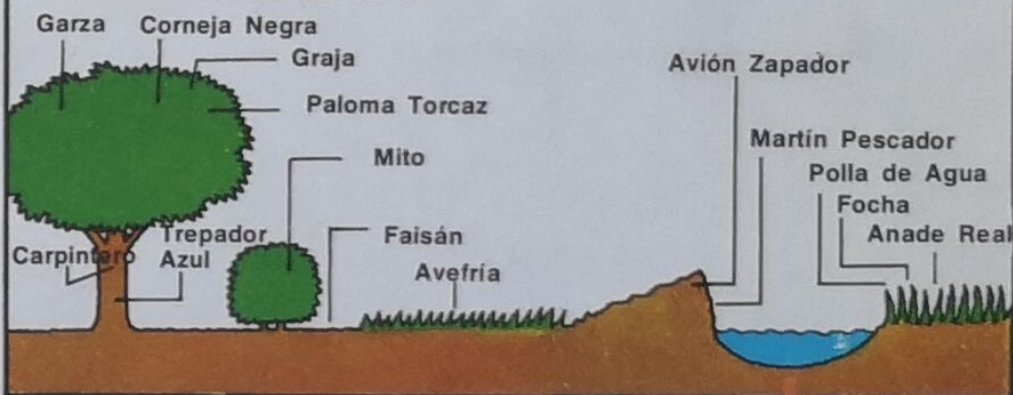 Garza Corneja Negra
Graja
Paloma Torcaz
Mito
Carpintero
Trepador
Azul
Faisán
Avefría
Avión Zapador
Martín Pescador
Polla de Agua
Focha
Anade Real